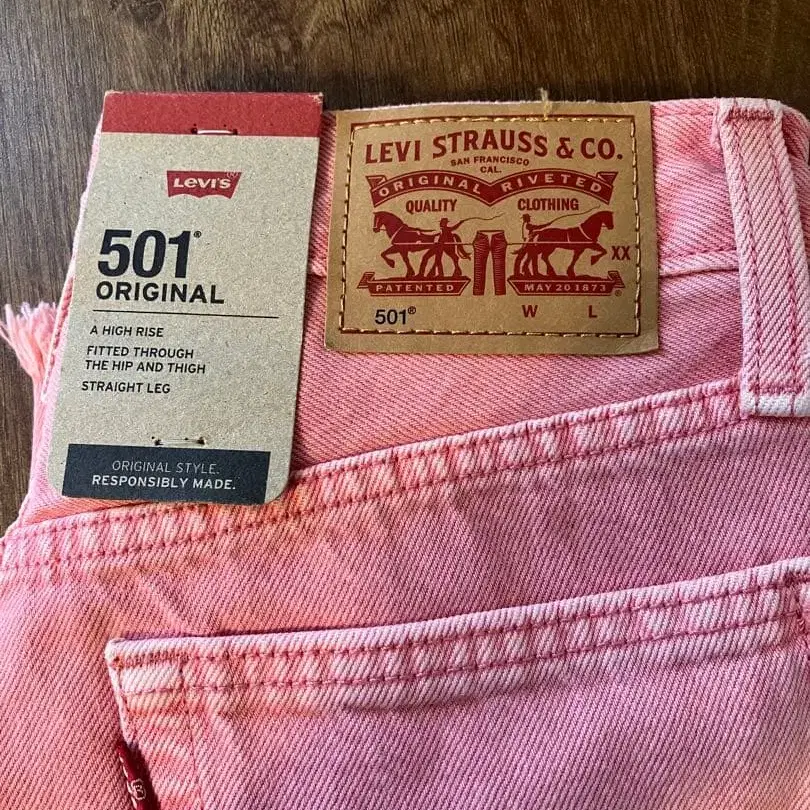 LEVI'S®
501®
ORIGINAL
A HIGH RISE
FITTED THROUGH
THE HIP AND THIGH
STRAIGHT LEG
ORIGINAL STYLE.
RESPONSIBLY MADE.
LEVI STRAUSS & CO.
SAN FRANCISCO
CAL.
ORIGINAL RIVETED
QUALITY CLOTHING
XX
PATENTED MAY 20 1873 ®
501® W L